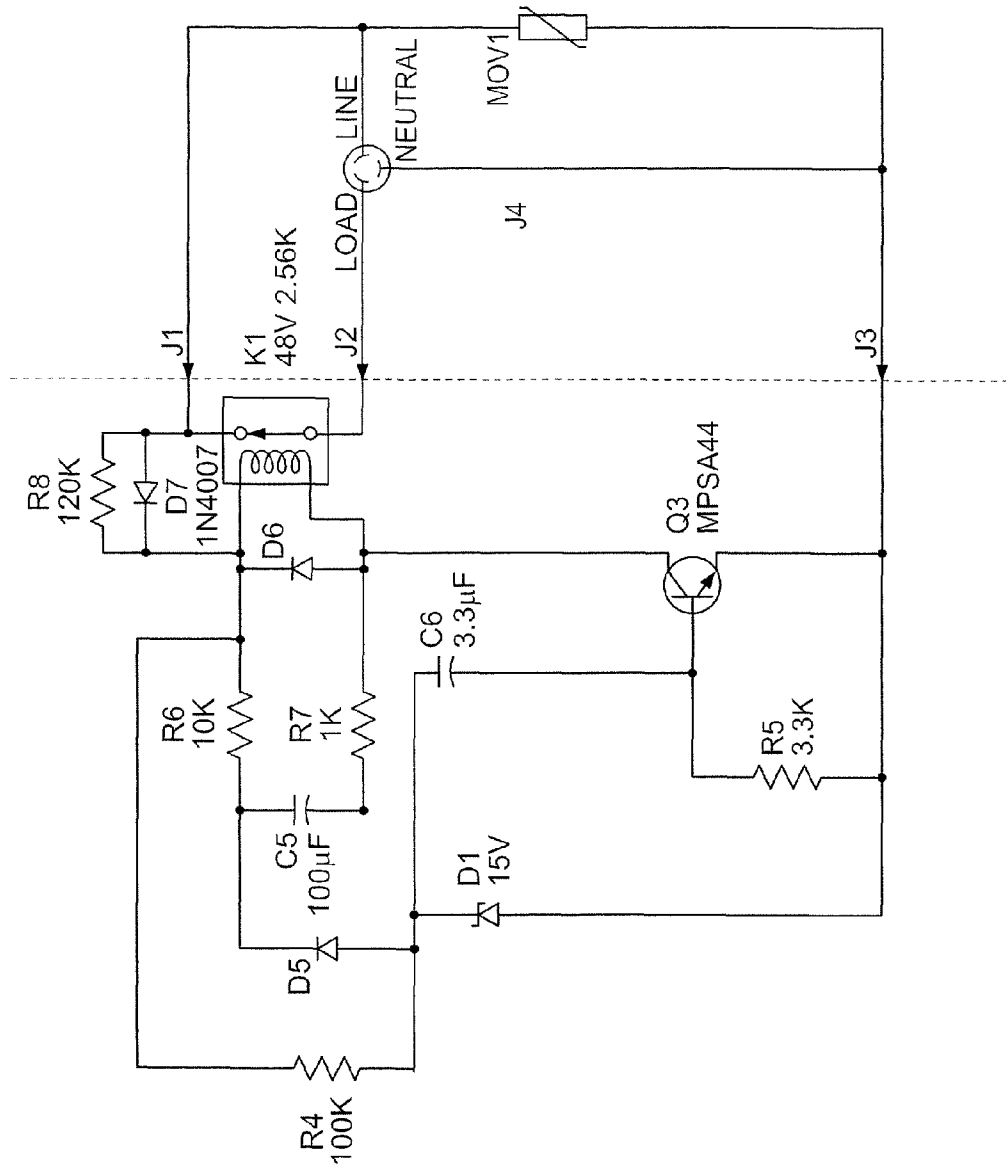 R4
100K
D5
D1
15V
C5
100µF
R6
10K
R7
1K
R5
3.3K
C6
3.3µF
Q3
MPSA44
D6
R8
120K
D7
1N4007
K1
48V 2.56K
J1
J2
J3
LOAD
LINE
NEUTRAL
J4
MOV1